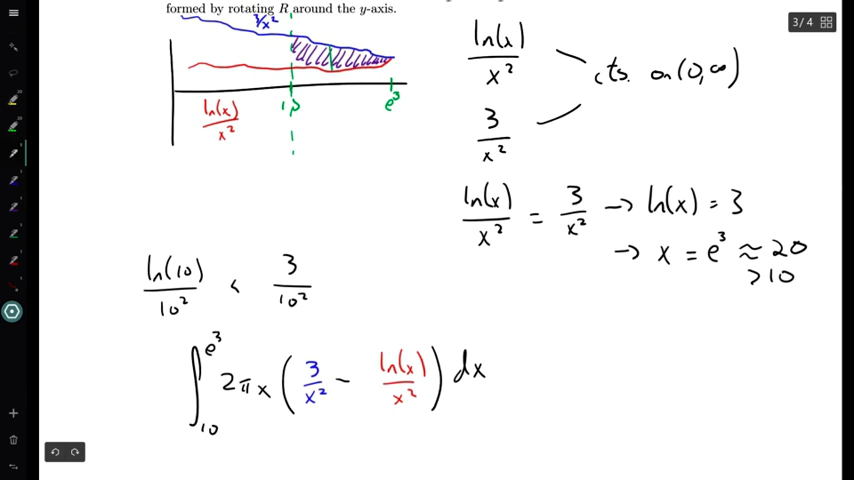 formed by rotating R around the y-axis.
3/x²
ln(x)/x²
10
e³
ln(x)/x²
cts. on (0,∞)
3/x²
ln(x)/x² = 3/x² → ln(x) = 3
→ x = e³ ≈ 20
>10
ln(10)/10² < 3/10²
∫₁₀^e³ 2πx (3/x² - ln(x)/x²) dx
3/4